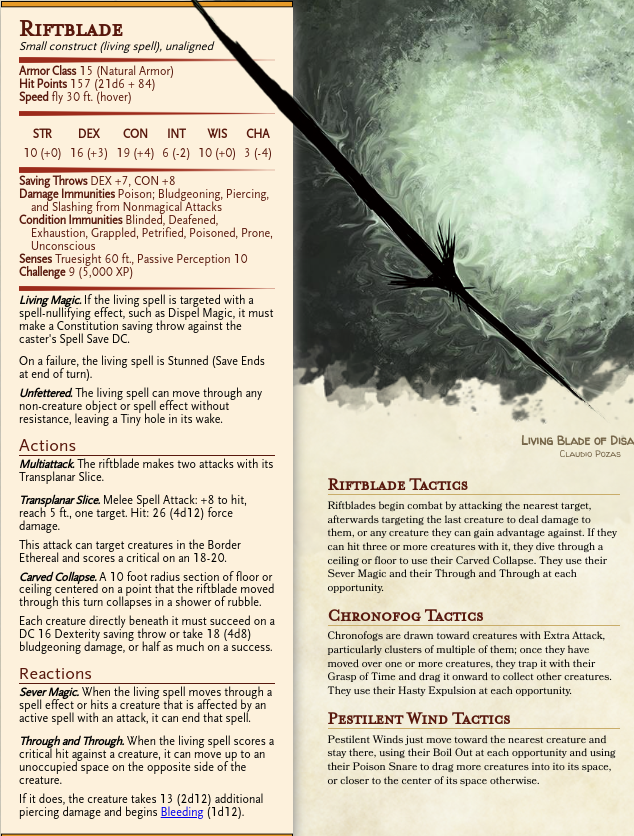 Riftblade
Small construct (living spell), unaligned
Armor Class 15 (Natural Armor)
Hit Points 157 (21d6 + 84)
Speed fly 30 ft. (hover)
STR DEX CON INT WIS CHA
10 (+0) 16 (+3) 19 (+4) 6 (-2) 10 (+0) 3 (-4)
Saving Throws DEX +7, CON +8
Damage Immunities Poison; Bludgeoning, Piercing,
and Slashing from Nonmagical Attacks
Condition Immunities Blinded, Deafened,
Exhaustion, Grappled, Petrified, Poisoned, Prone,
Unconscious
Senses Truesight 60 ft., Passive Perception 10
Challenge 9 (5,000 XP)
Living Magic. If the living spell is targeted with a
spell-nullifying effect, such as Dispel Magic, it must
make a Constitution saving throw against the
caster's Spell Save DC.
On a failure, the living spell is Stunned (Save Ends
at end of turn).
Unfettered. The living spell can move through any
non-creature object or spell effect without
resistance, leaving a Tiny hole in its wake.
Actions
Multiattack. The riftblade makes two attacks with its
Transplanar Slice.
Transplanar Slice. Melee Spell Attack: +8 to hit,
reach 5 ft., one target. Hit: 26 (4d12) force
damage.
This attack can target creatures in the Border
Ethereal and scores a critical on an 18-20.
Carved Collapse. A 10 foot radius section of floor or
ceiling centered on a point that the riftblade moved
through this turn collapses in a shower of rubble.
Each creature directly beneath it must succeed on a
DC 16 Dexterity saving throw or take 18 (4d8)
bludgeoning damage, or half as much on a success.
Reactions
Sever Magic. When the living spell moves through a
spell effect or hits a creature that is affected by an
active spell with an attack, it can end that spell.
Through and Through. When the living spell scores a
critical hit against a creature, it can move up to an
unoccupied space on the opposite side of the
creature.
If it does, the creature takes 13 (2d12) additional
piercing damage and begins Bleeding (1d12).
Living Blade of Disa
Claudio Pozas
Riftblade Tactics
Riftblades begin combat by attacking the nearest target,
afterwards targeting the last creature to deal damage to
them, or any creature they can gain advantage against. If they
can hit three or more creatures with it, they dive through a
ceiling or floor to use their Carved Collapse. They use their
Sever Magic and their Through and Through at each
opportunity.
Chronofog Tactics
Chronofogs are drawn toward creatures with Extra Attack,
particularly clusters of multiple of them; once they have
moved over one or more creatures, they trap it with their
Grasp of Time and drag it onward to collect other creatures.
They use their Hasty Expulsion at each opportunity.
Pestilent Wind Tactics
Pestilent Winds just move toward the nearest creature and
stay there, using their Boil Out at each opportunity and using
their Poison Snare to drag more creatures into ito its space,
or closer to the center of its space otherwise.